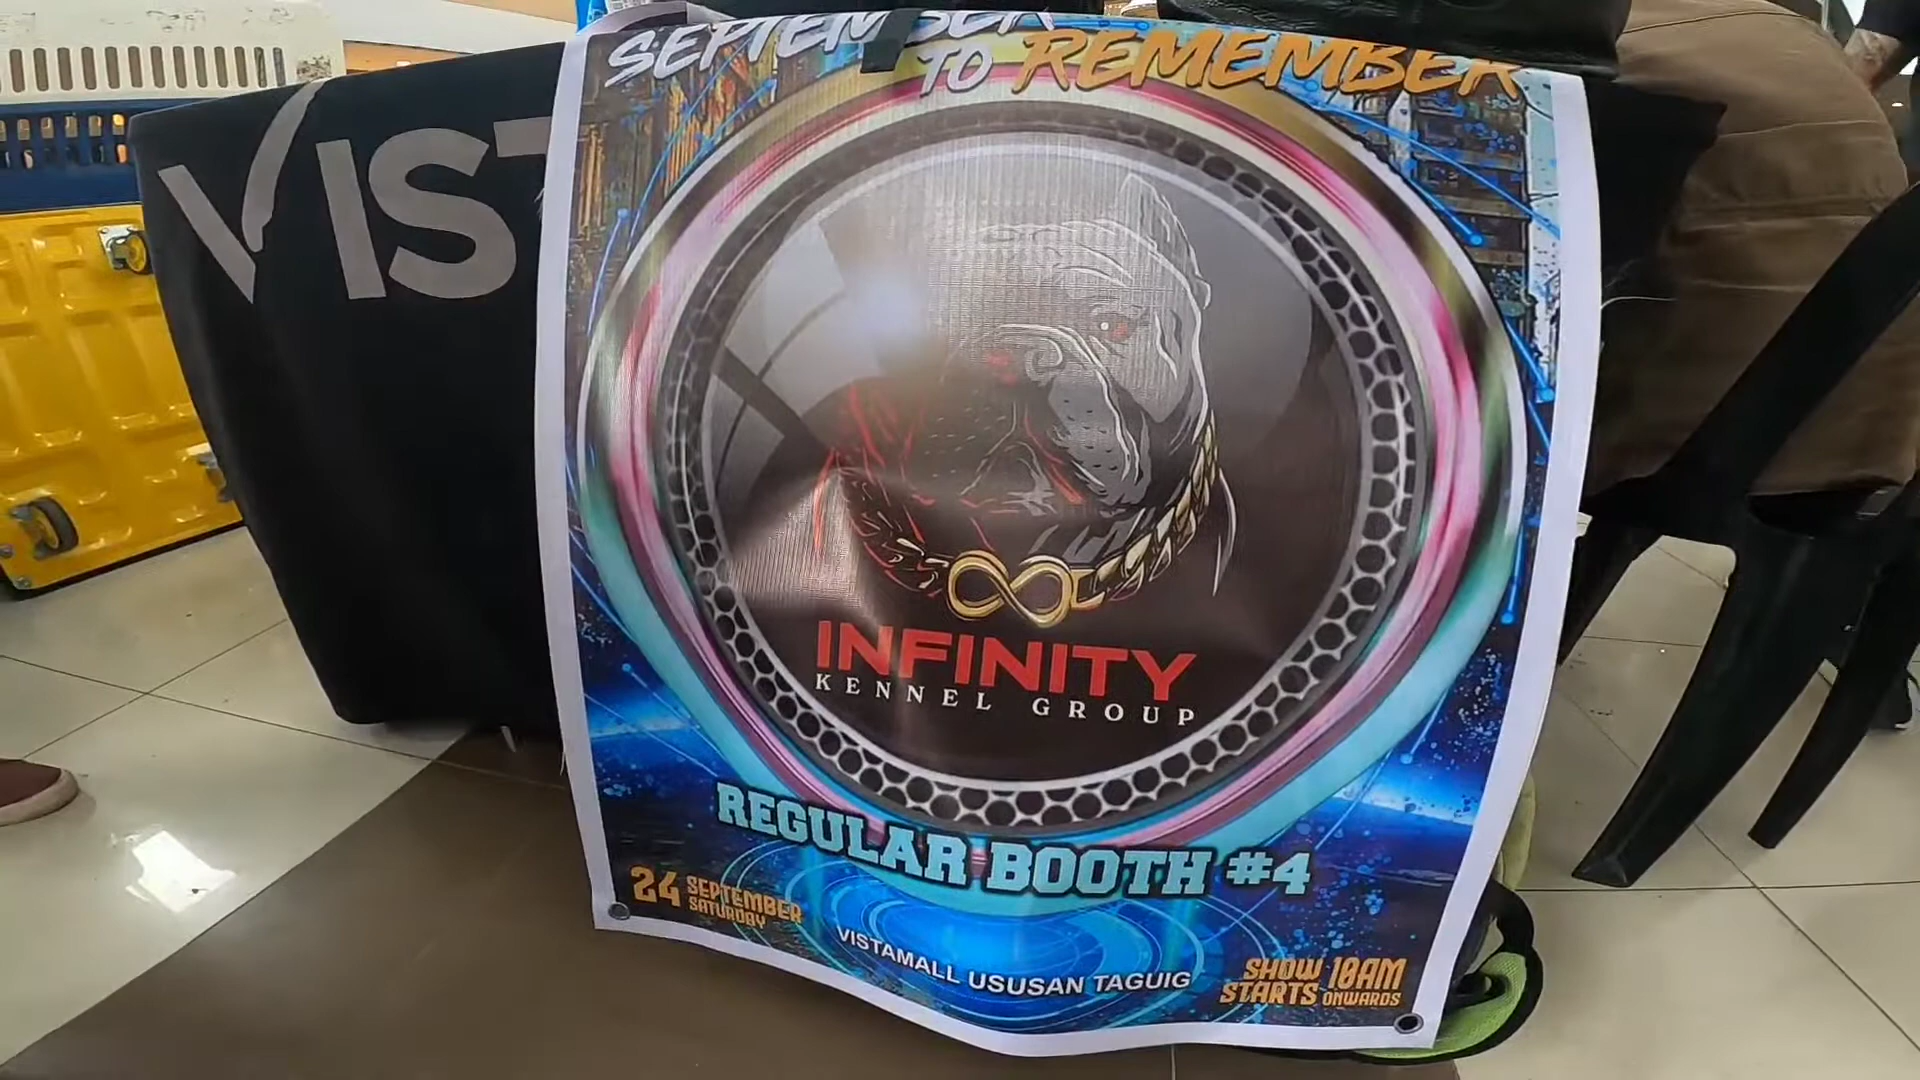 SEPTEMBER
TO REMEMBER
VIST
INFINITY
KENNEL GROUP
REGULAR BOOTH #4
24 SEPTEMBER
SATURDAY
VISTAMALL USUSAN TAGUIG
SHOW STARTS 10AM
ONWARDS